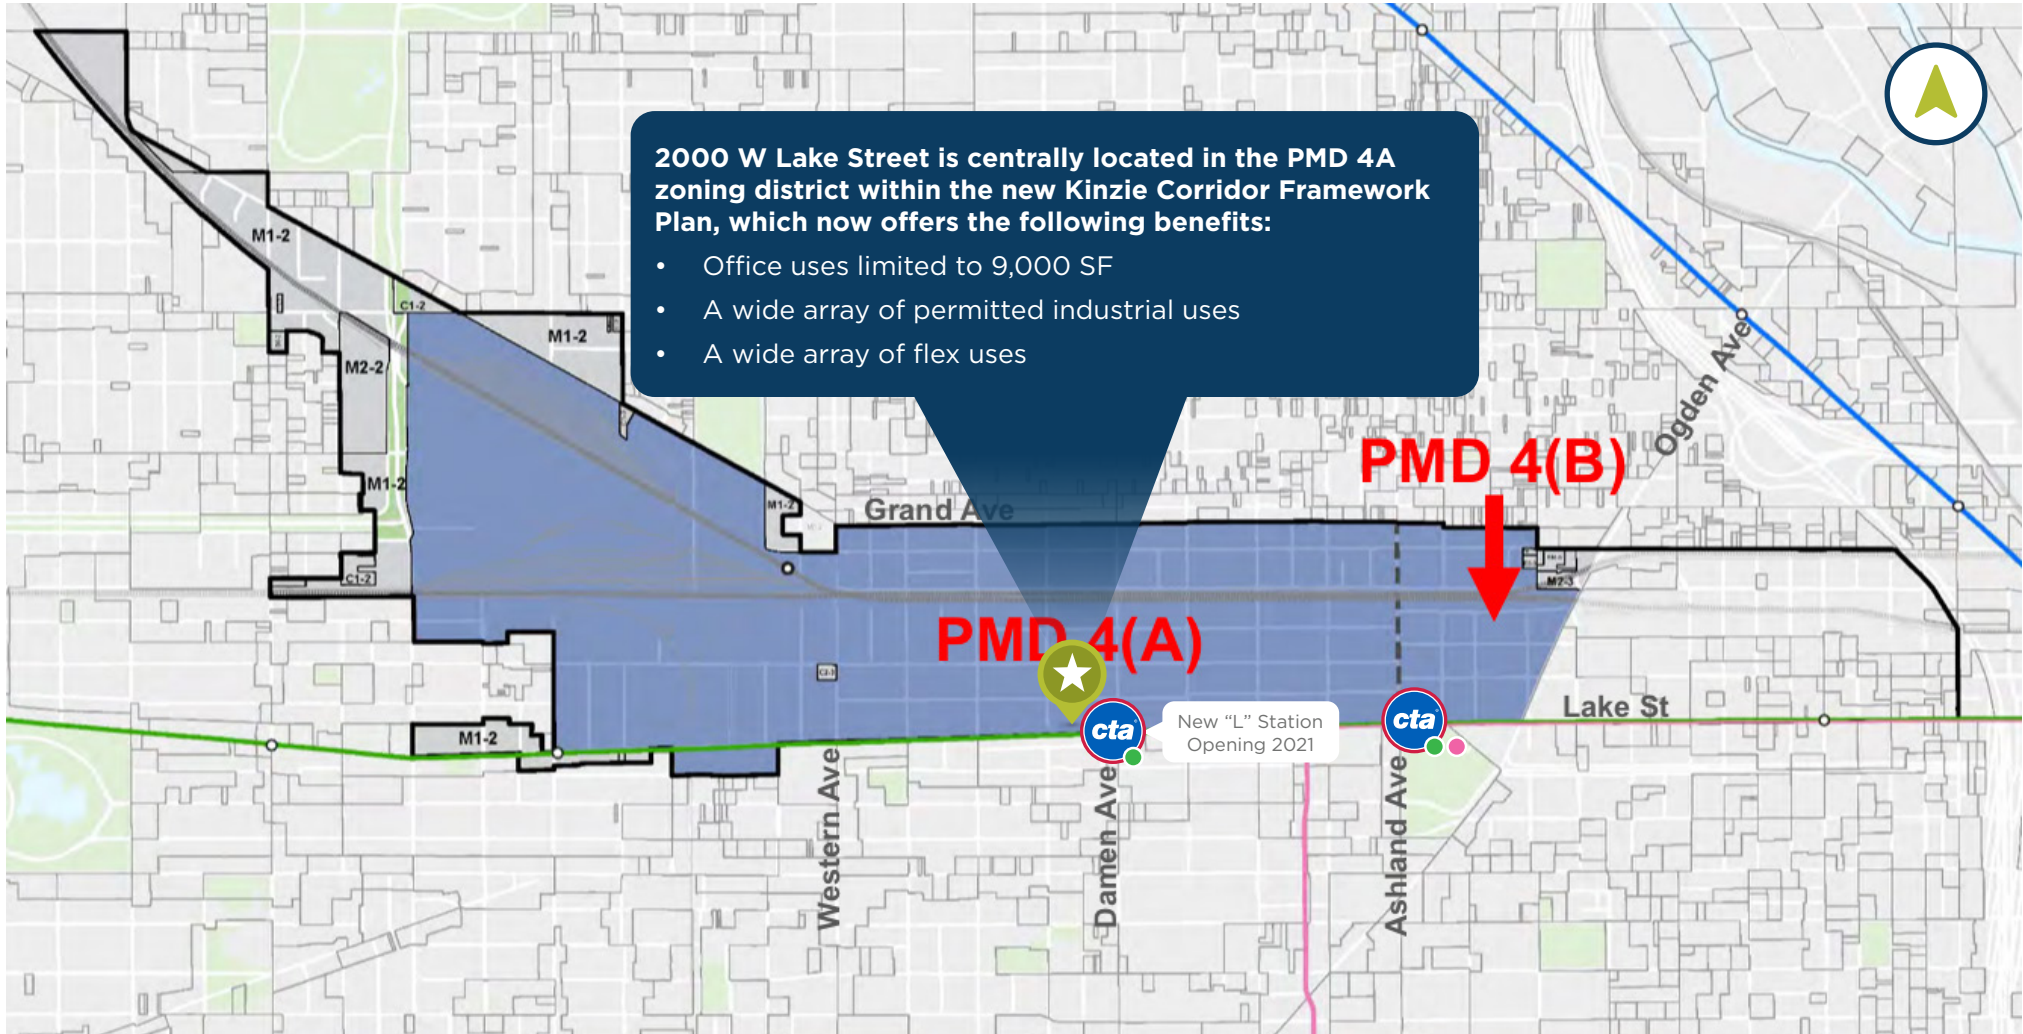 2000 W Lake Street is centrally located in the PMD 4A
zoning district within the new Kinzie Corridor Framework
Plan, which now offers the following benefits:
• Office uses limited to 9,000 SF
• A wide array of permitted industrial uses
• A wide array of flex uses
M1-2
C1-2
M1-2
M2-2
Ogden Ave
PMD 4(B)
M1-2
M1-2
Grand Ave
C1-2
M2-3
PMD 4(A)
C2-3
Lake St
cta
New “L” Station
Opening 2021
cta
M1-2
Western Ave
Damen Ave
Ashland Ave